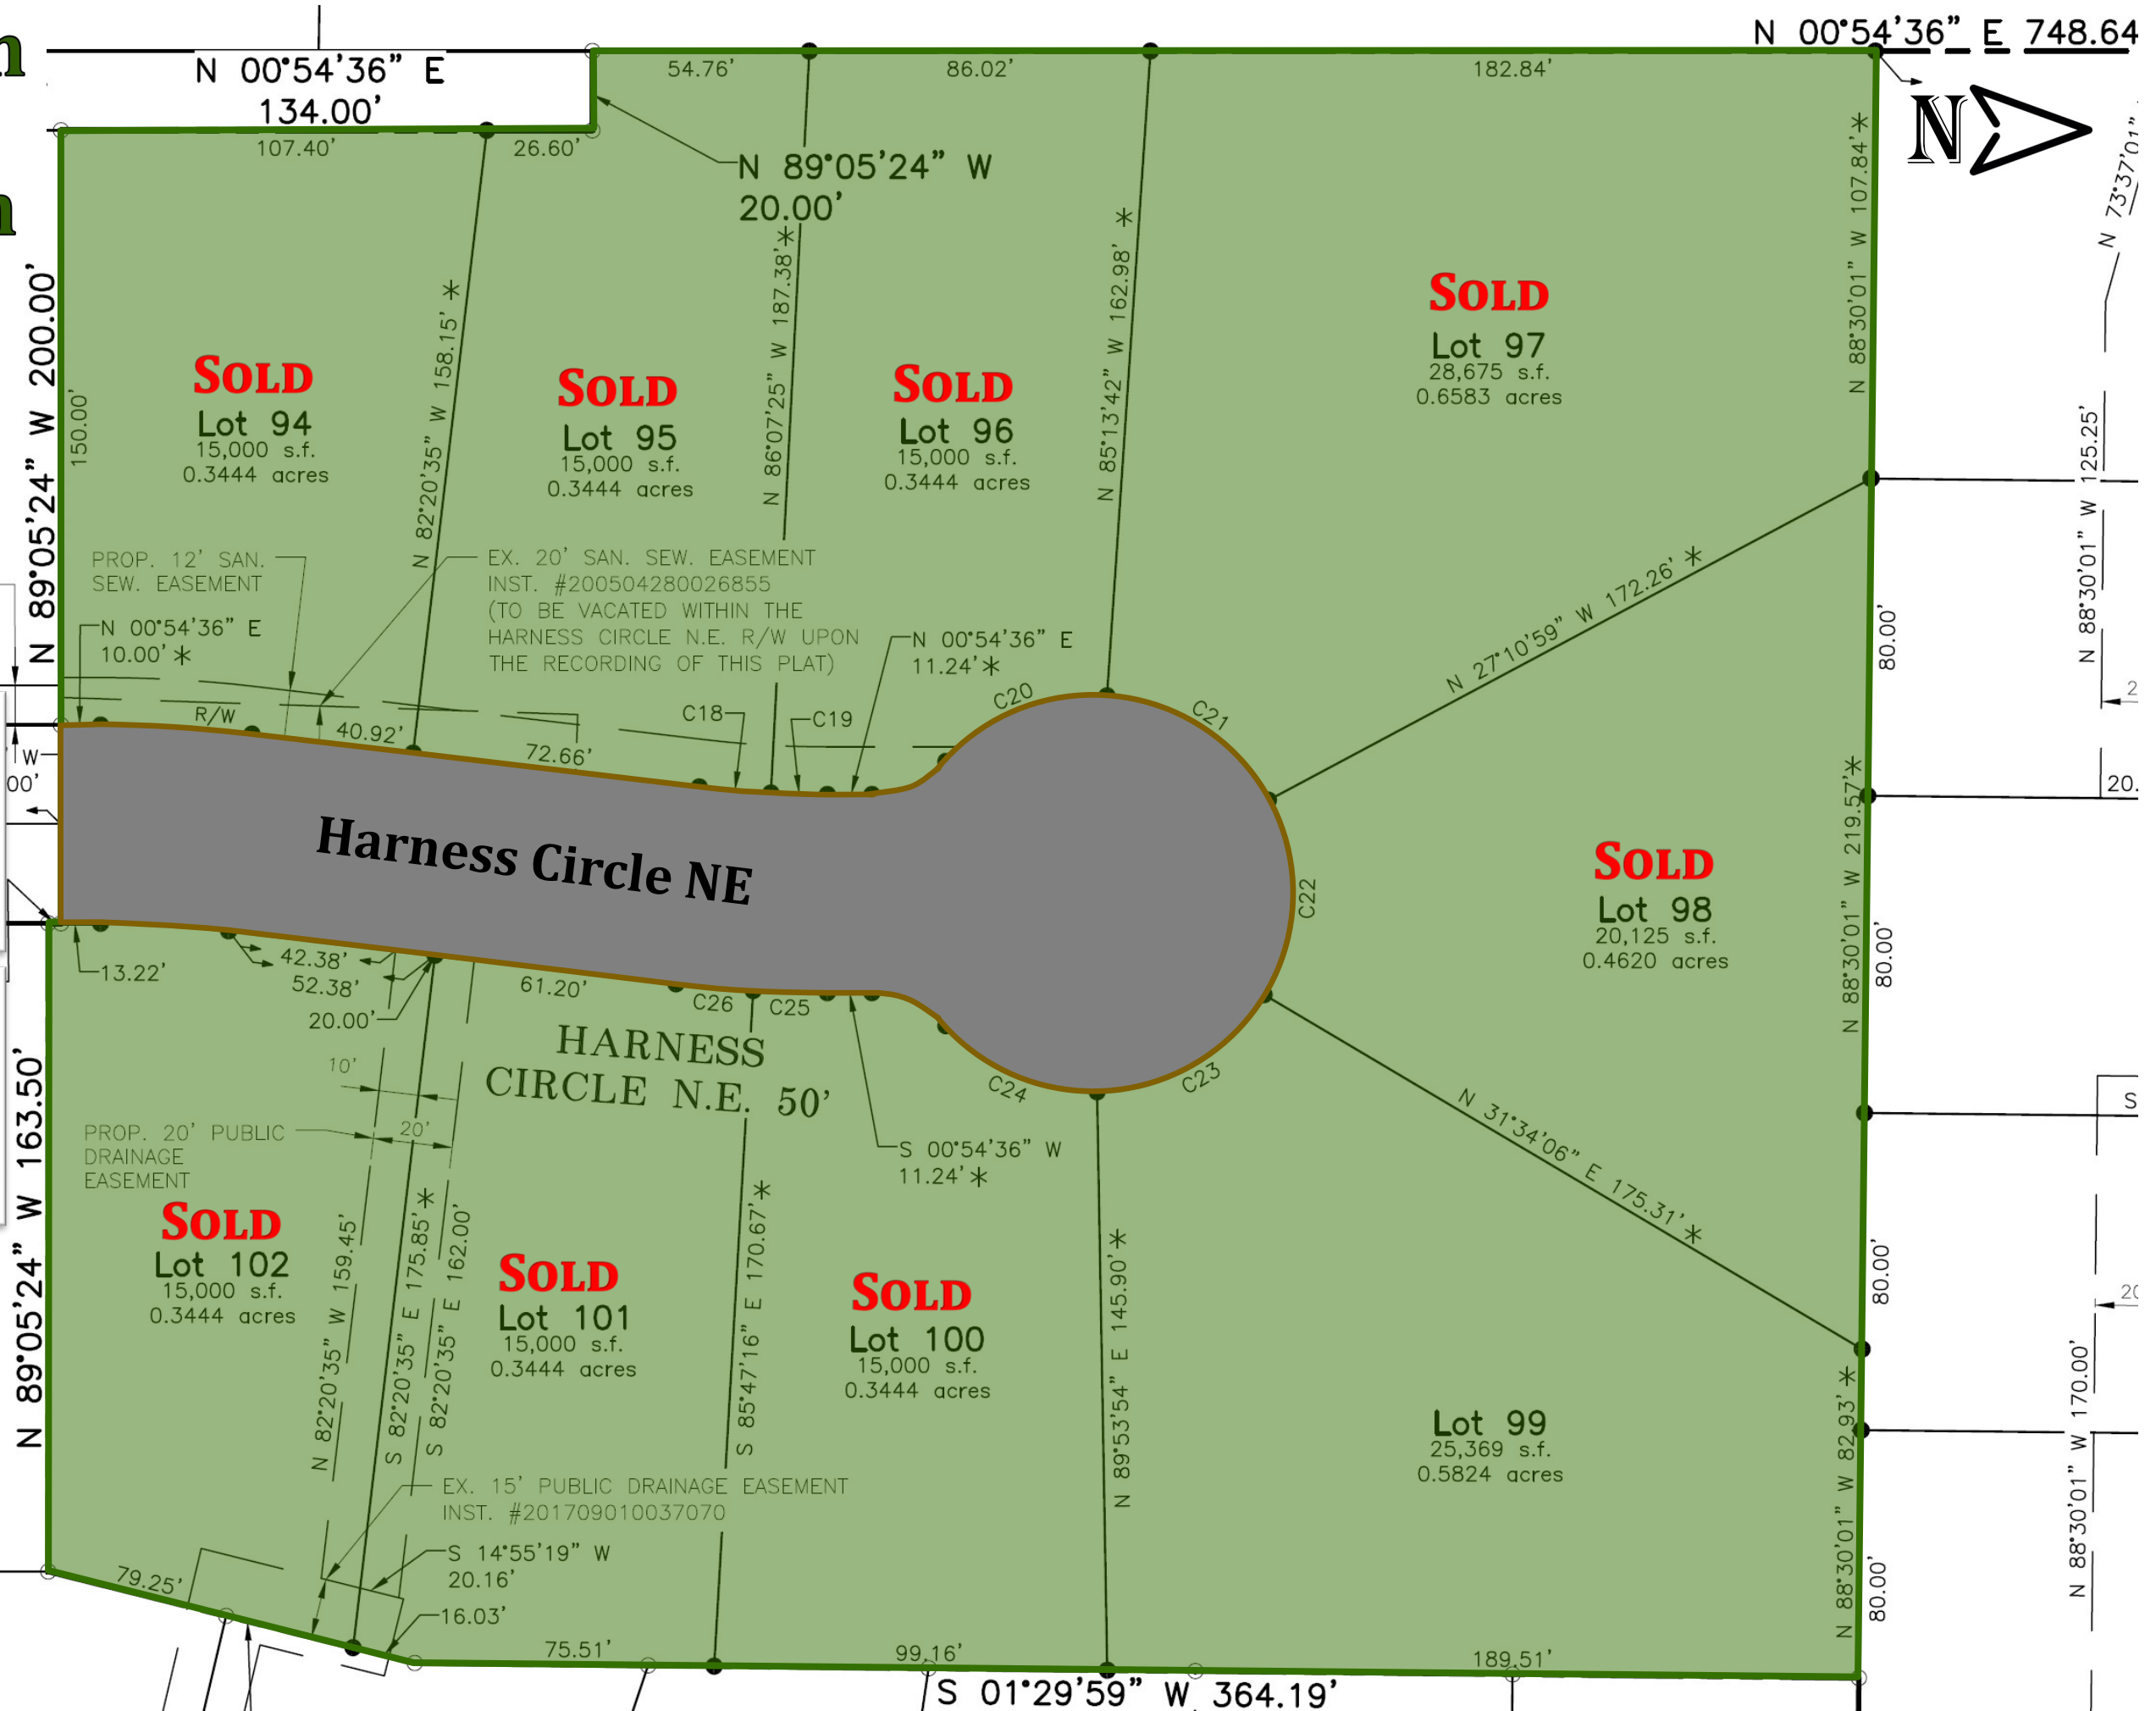 N 00°54'36" E 748.64
N 00°54'36" E
134.00'
54.76'
86.02'
182.84'
107.40'
26.60'
N 89°05'24" W
20.00'
N
N 73°37'01"
N 88°30'01" W 107.84'*
N 89°05'24" W 200.00'
150.00'
N 82°20'35" W 158.15' *
N 86°07'25" W 187.38'*
N 85°13'42" W 162.98' *
SOLD
Lot 94
15,000 s.f.
0.3444 acres
SOLD
Lot 95
15,000 s.f.
0.3444 acres
SOLD
Lot 96
15,000 s.f.
0.3444 acres
SOLD
Lot 97
28,675 s.f.
0.6583 acres
N 88°30'01" W 125.25'
PROP. 12' SAN.
SEW. EASEMENT
EX. 20' SAN. SEW. EASEMENT
INST. #200504280026855
(TO BE VACATED WITHIN THE
HARNESS CIRCLE N.E. R/W UPON
THE RECORDING OF THIS PLAT)
N 00°54'36" E
10.00'*
N 00°54'36" E
11.24'*
N 27°10'59" W 172.26' *
80.00'
R/W
40.92'
72.66'
C18
C19
C20
C21
C22
C23
C24
W
00'
20.
Harness Circle NE
SOLD
Lot 98
20,125 s.f.
0.4620 acres
N 88°30'01" W 219.57'*
80.00'
13.22'
42.38'
52.38'
20.00'
61.20'
C26
C25
HARNESS
CIRCLE N.E. 50'
10'
20'
PROP. 20' PUBLIC
DRAINAGE
EASEMENT
S 00°54'36" W
11.24'*
N 31°34'06" E 175.31' *
N 89°05'24" W 163.50'
SOLD
Lot 102
15,000 s.f.
0.3444 acres
N 82°20'35" W 159.45'
S 82°20'35" E 175.85'*
S 82°20'35" E 162.00'
SOLD
Lot 101
15,000 s.f.
0.3444 acres
S 85°47'16" E 170.67'*
SOLD
Lot 100
15,000 s.f.
0.3444 acres
N 89°53'54" E 145.90'*
Lot 99
25,369 s.f.
0.5824 acres
80.00'
N 88°30'01" W 82.93' *
80.00'
N 88°30'01" W 170.00'
EX. 15' PUBLIC DRAINAGE EASEMENT
INST. #201709010037070
S 14°55'19" W
20.16'
16.03'
79.25'
75.51'
99.16'
189.51'
S 01°29'59" W 364.19'